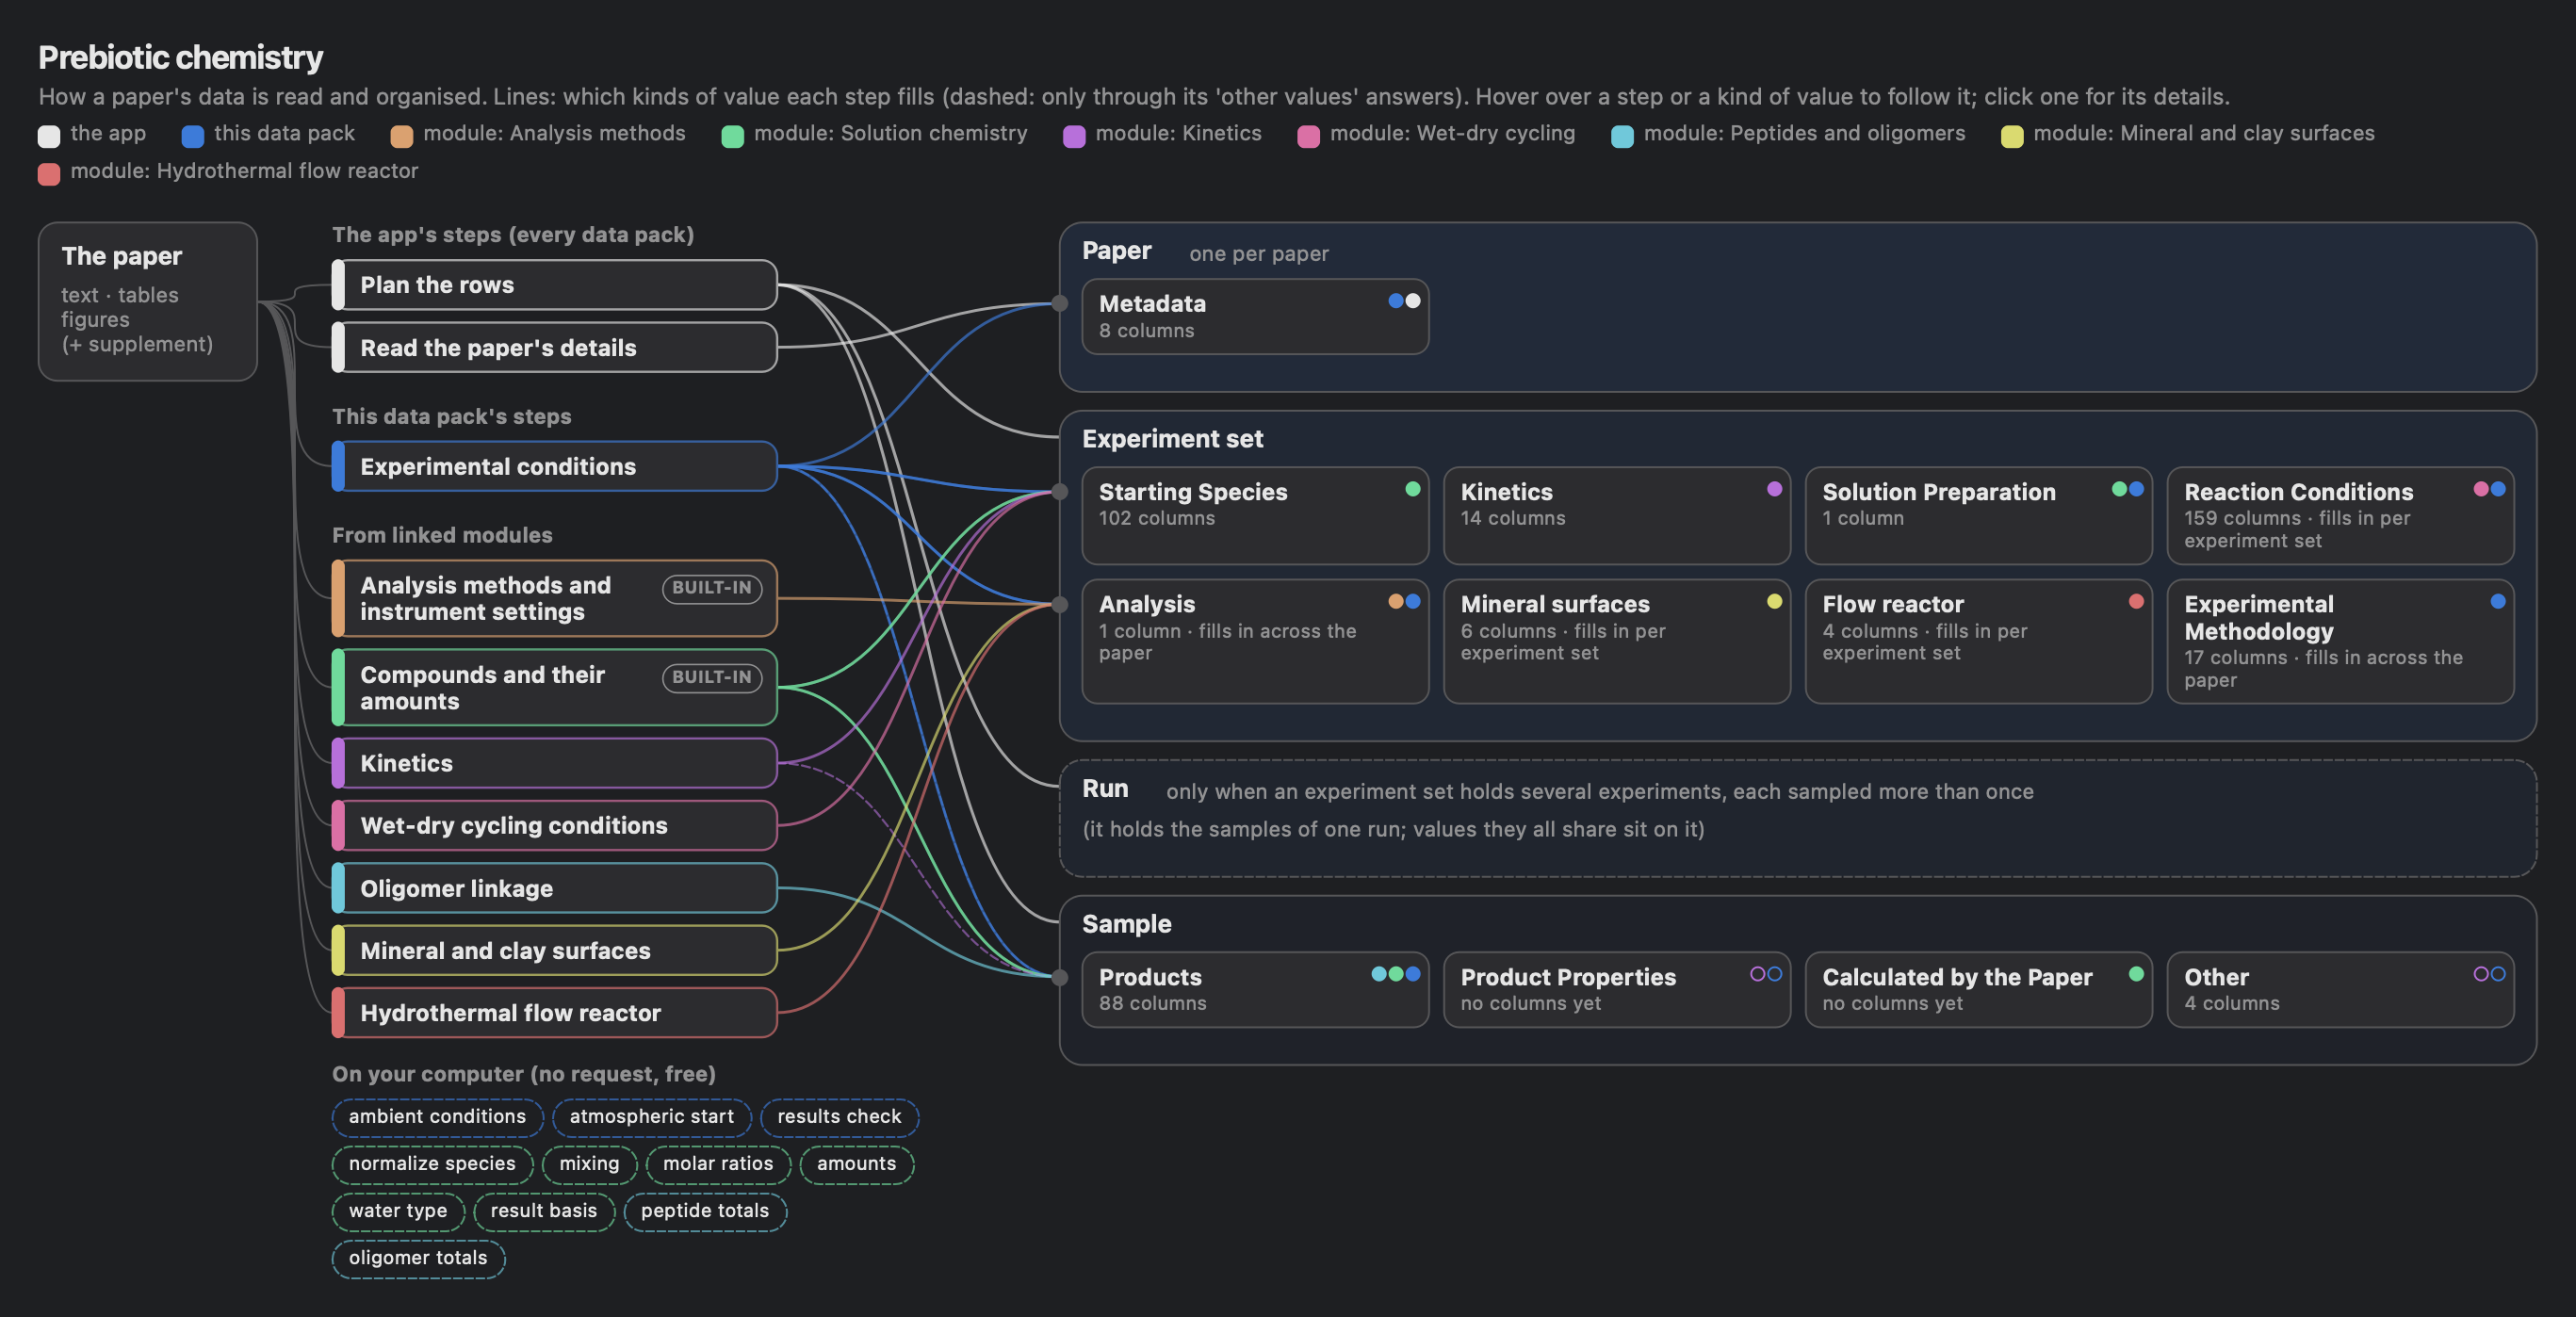 Prebiotic chemistry
How a paper's data is read and organised. Lines: which kinds of value each step fills (dashed: only through its 'other values' answers). Hover over a step or a kind of value to follow it; click one for its details.
the app
this data pack
module: Analysis methods
module: Solution chemistry
module: Kinetics
module: Wet-dry cycling
module: Peptides and oligomers
module: Mineral and clay surfaces
module: Hydrothermal flow reactor
The paper
text · tables
figures
(+ supplement)
The app's steps (every data pack)
Plan the rows
Read the paper's details
This data pack's steps
Experimental conditions
From linked modules
Analysis methods and
instrument settings
BUILT-IN
Compounds and their
amounts
BUILT-IN
Kinetics
Wet-dry cycling conditions
Oligomer linkage
Mineral and clay surfaces
Hydrothermal flow reactor
On your computer (no request, free)
ambient conditions
atmospheric start
results check
normalize species
mixing
molar ratios
amounts
water type
result basis
peptide totals
oligomer totals
Paper
one per paper
Metadata
8 columns
Experiment set
Starting Species
102 columns
Kinetics
14 columns
Solution Preparation
1 column
Reaction Conditions
159 columns · fills in per
experiment set
Analysis
1 column · fills in across the
paper
Mineral surfaces
6 columns · fills in per
experiment set
Flow reactor
4 columns · fills in per
experiment set
Experimental
Methodology
17 columns · fills in across the
paper
Run
only when an experiment set holds several experiments, each sampled more than once
(it holds the samples of one run; values they all share sit on it)
Sample
Products
88 columns
Product Properties
no columns yet
Calculated by the Paper
no columns yet
Other
4 columns